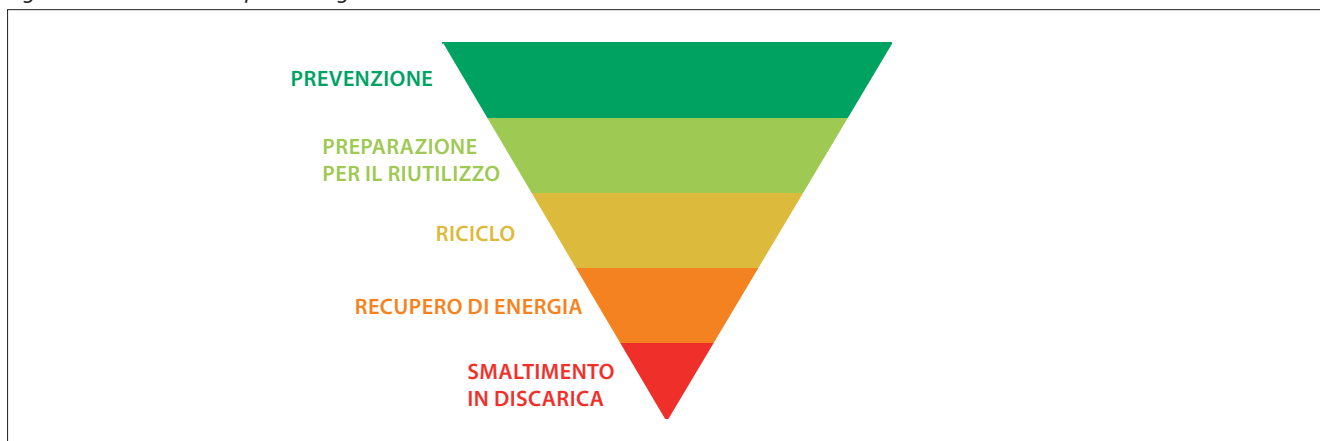 PREVENZIONE
PREPARAZIONE
PER IL RIUTILIZZO
RICICLO
RECUPERO DI ENERGIA
SMALTIMENTO
IN DISCARICA